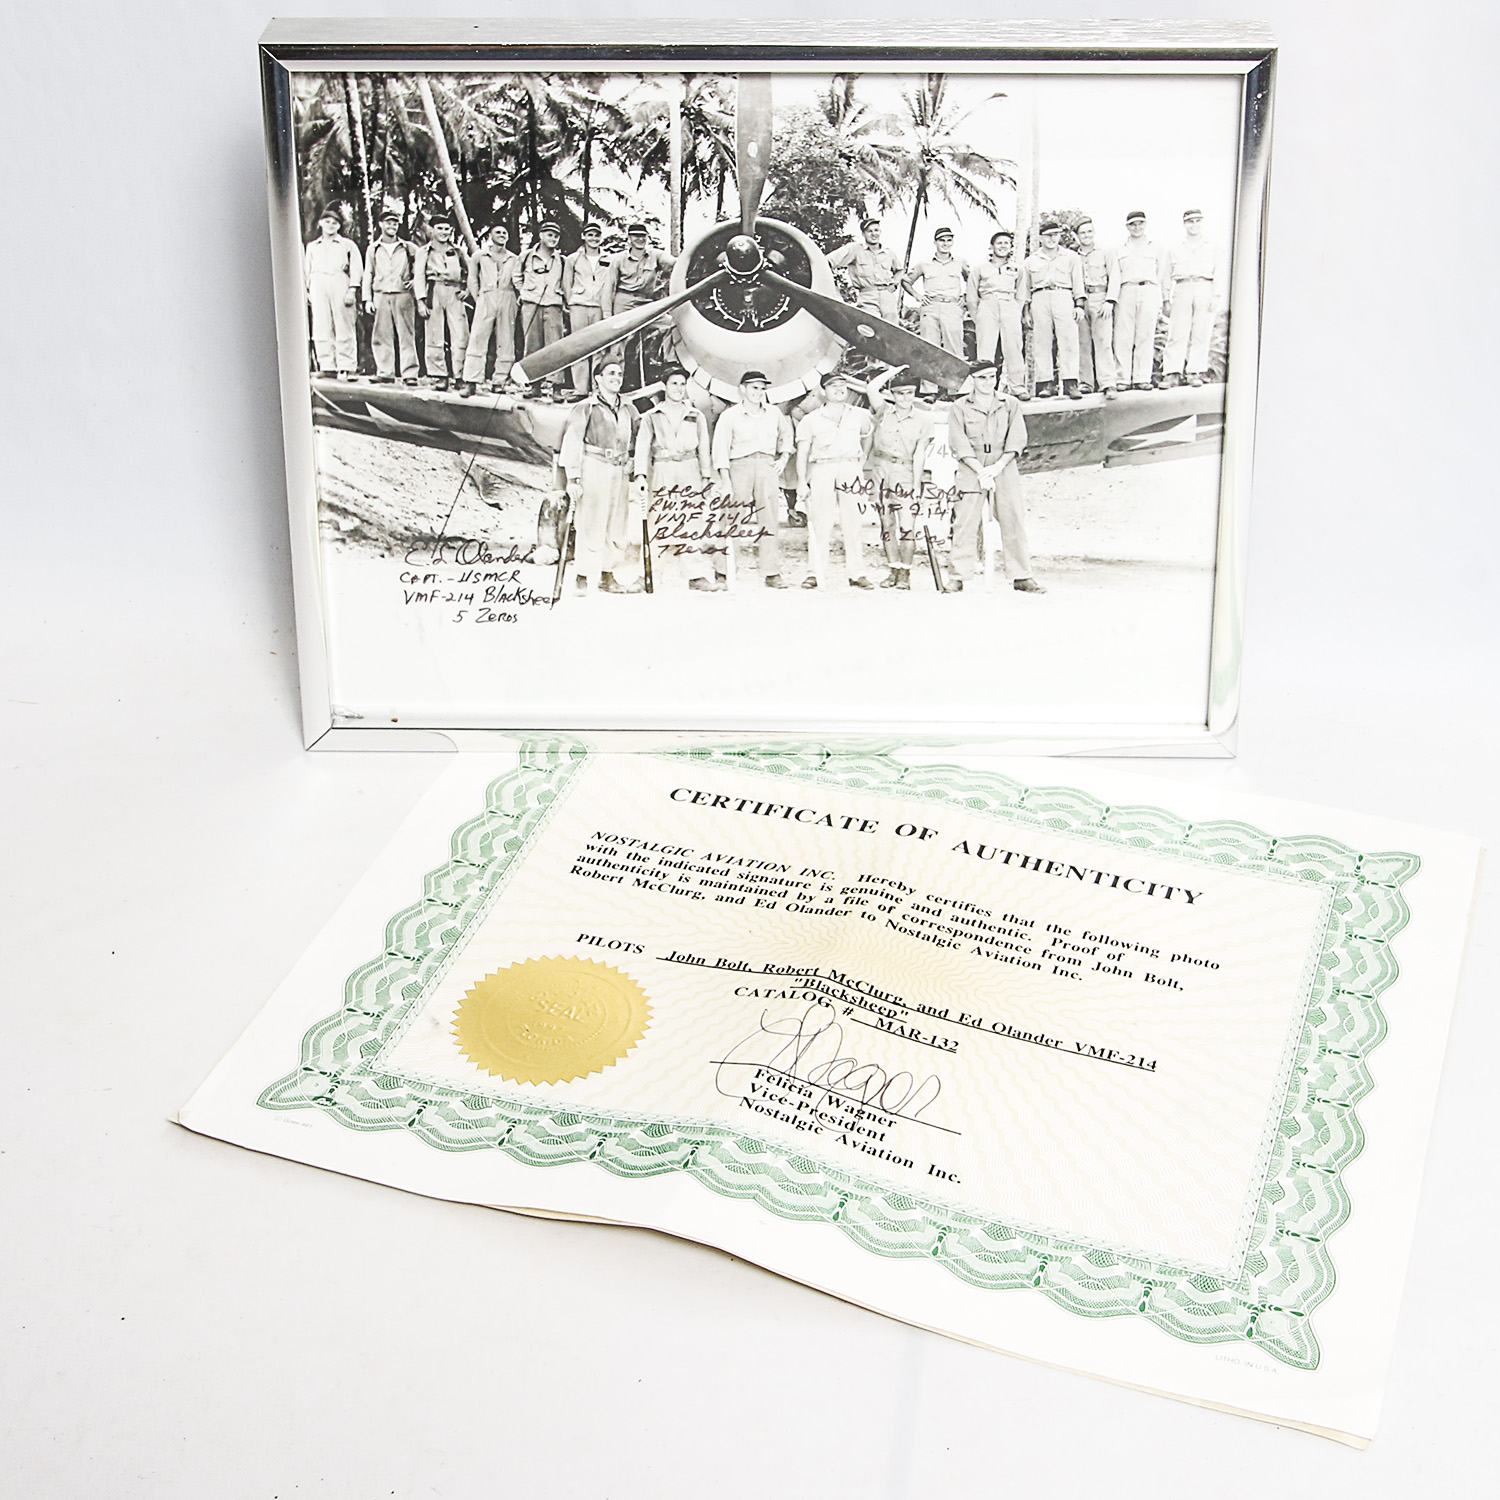 748
Lt Col
R.W. McClurg
VMF 214
Blacksheep
7 Zeros
Lt Col John Bolt
VMF 214
6 Zeros
E L Olander
CAPT. - USMCR
VMF-214 Blacksheep
5 Zeros
CERTIFICATE OF AUTHENTICITY
NOSTALGIC AVIATION INC. Hereby certifies that the following photo
with the indicated signature is genuine and authentic. Proof of
authenticity is maintained by a file of correspondence from John Bolt,
Robert McClurg, and Ed Olander to Nostalgic Aviation Inc.
PILOTS John Bolt, Robert McClurg, and Ed Olander VMF-214
"Blacksheep"
CATALOG # MAR-132
Felicia Wagner
Vice-President
Nostalgic Aviation Inc.
SEAL
LITHO. IN U.S.A.